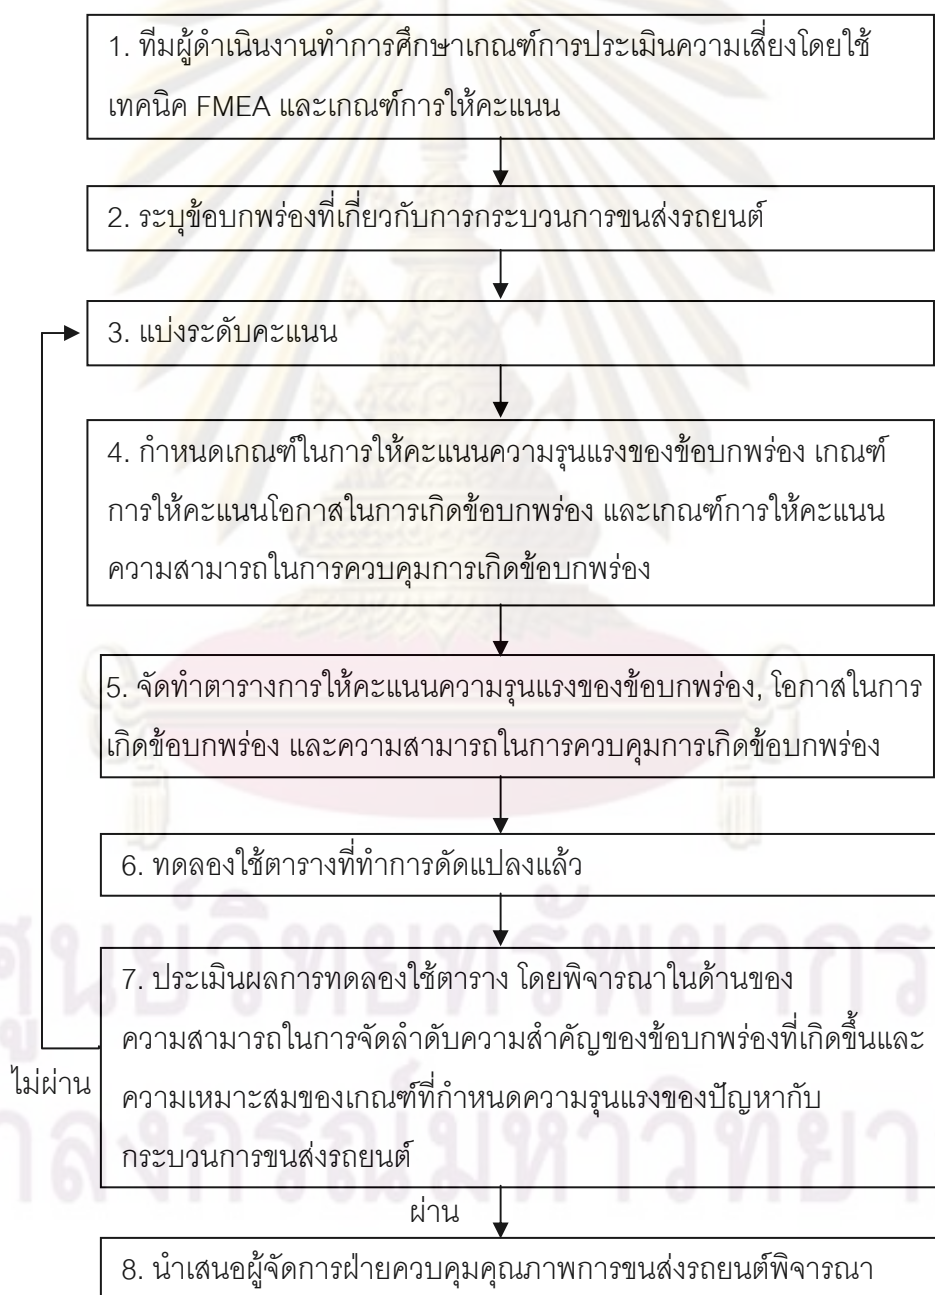 1. ทีมผู้ดำเนินงานทำการศึกษาเกณฑ์การประเมินความเสี่ยงโดยใช้
เทคนิค FMEA และเกณฑ์การให้คะแนน
2. ระบุข้อบกพร่องที่เกี่ยวกับการกระบวนการขนส่งรถยนต์
3. แบ่งระดับคะแนน
4. กำหนดเกณฑ์ในการให้คะแนนความรุนแรงของข้อบกพร่อง เกณฑ์
การให้คะแนนโอกาสในการเกิดข้อบกพร่อง และเกณฑ์การให้คะแนน
ความสามารถในการควบคุมการเกิดข้อบกพร่อง
5. จัดทำตารางการให้คะแนนความรุนแรงของข้อบกพร่อง, โอกาสในการ
เกิดข้อบกพร่อง และความสามารถในการควบคุมการเกิดข้อบกพร่อง
6. ทดลองใช้ตารางที่ทำการดัดแปลงแล้ว
7. ประเมินผลการทดลองใช้ตาราง โดยพิจารณาในด้านของ
ความสามารถในการจัดลำดับความสำคัญของข้อบกพร่องที่เกิดขึ้นและ
ความเหมาะสมของเกณฑ์ที่กำหนดความรุนแรงของปัญหากับ
กระบวนการขนส่งรถยนต์
ไม่ผ่าน
ผ่าน
8. นำเสนอผู้จัดการฝ่ายควบคุมคุณภาพการขนส่งรถยนต์พิจารณา
ศูนย์วิทยทรัพยากร
าลงกรณ์มหาวิทยา